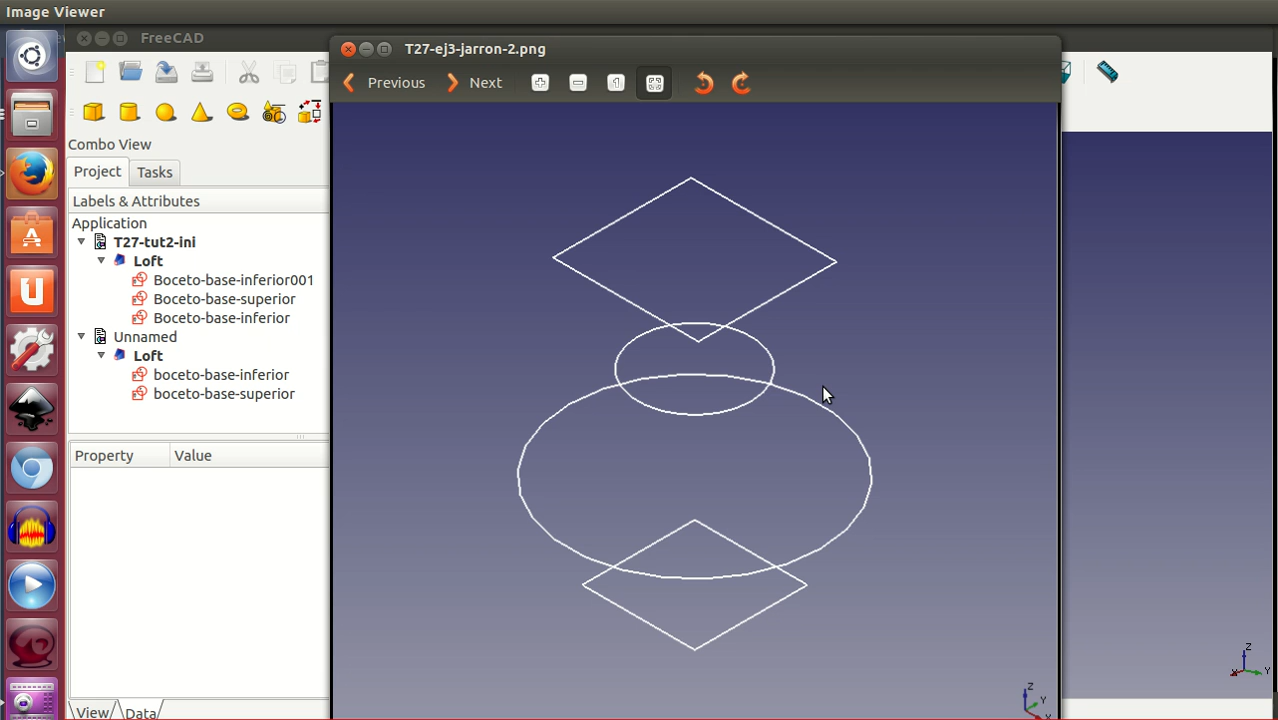 Image Viewer
FreeCAD
T27-ej3-jarron-2.png
Previous
Next
Combo View
Project
Tasks
Labels & Attributes
Application
T27-tut2-ini
Loft
Boceto-base-inferior001
Boceto-base-superior
Boceto-base-inferior
Unnamed
Loft
boceto-base-inferior
boceto-base-superior
Property
Value
View
Data
Z
Y
X
Z
Y
X